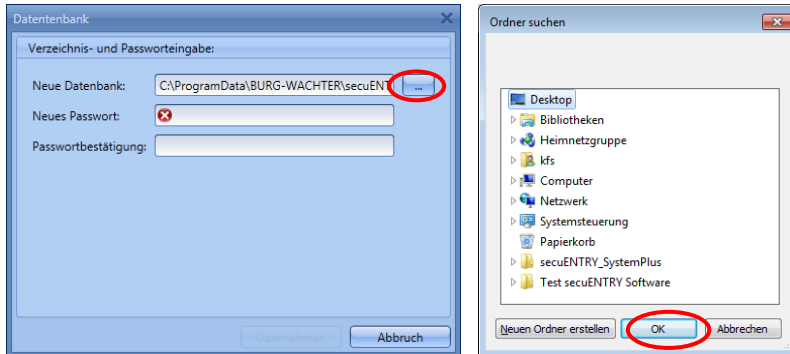 Datentenbank
Verzeichnis- und Passworteingabe:
Neue Datenbank: C:\ProgramData\BURG-WACHTER\secuENT ...
Neues Passwort:
Passwortbestätigung:
Übernehmen Abbruch
Ordner suchen
Desktop
Bibliotheken
Heimnetzgruppe
kfs
Computer
Netzwerk
Systemsteuerung
Papierkorb
secuENTRY_SystemPlus
Test secuENTRY Software
Neuen Ordner erstellen OK Abbrechen